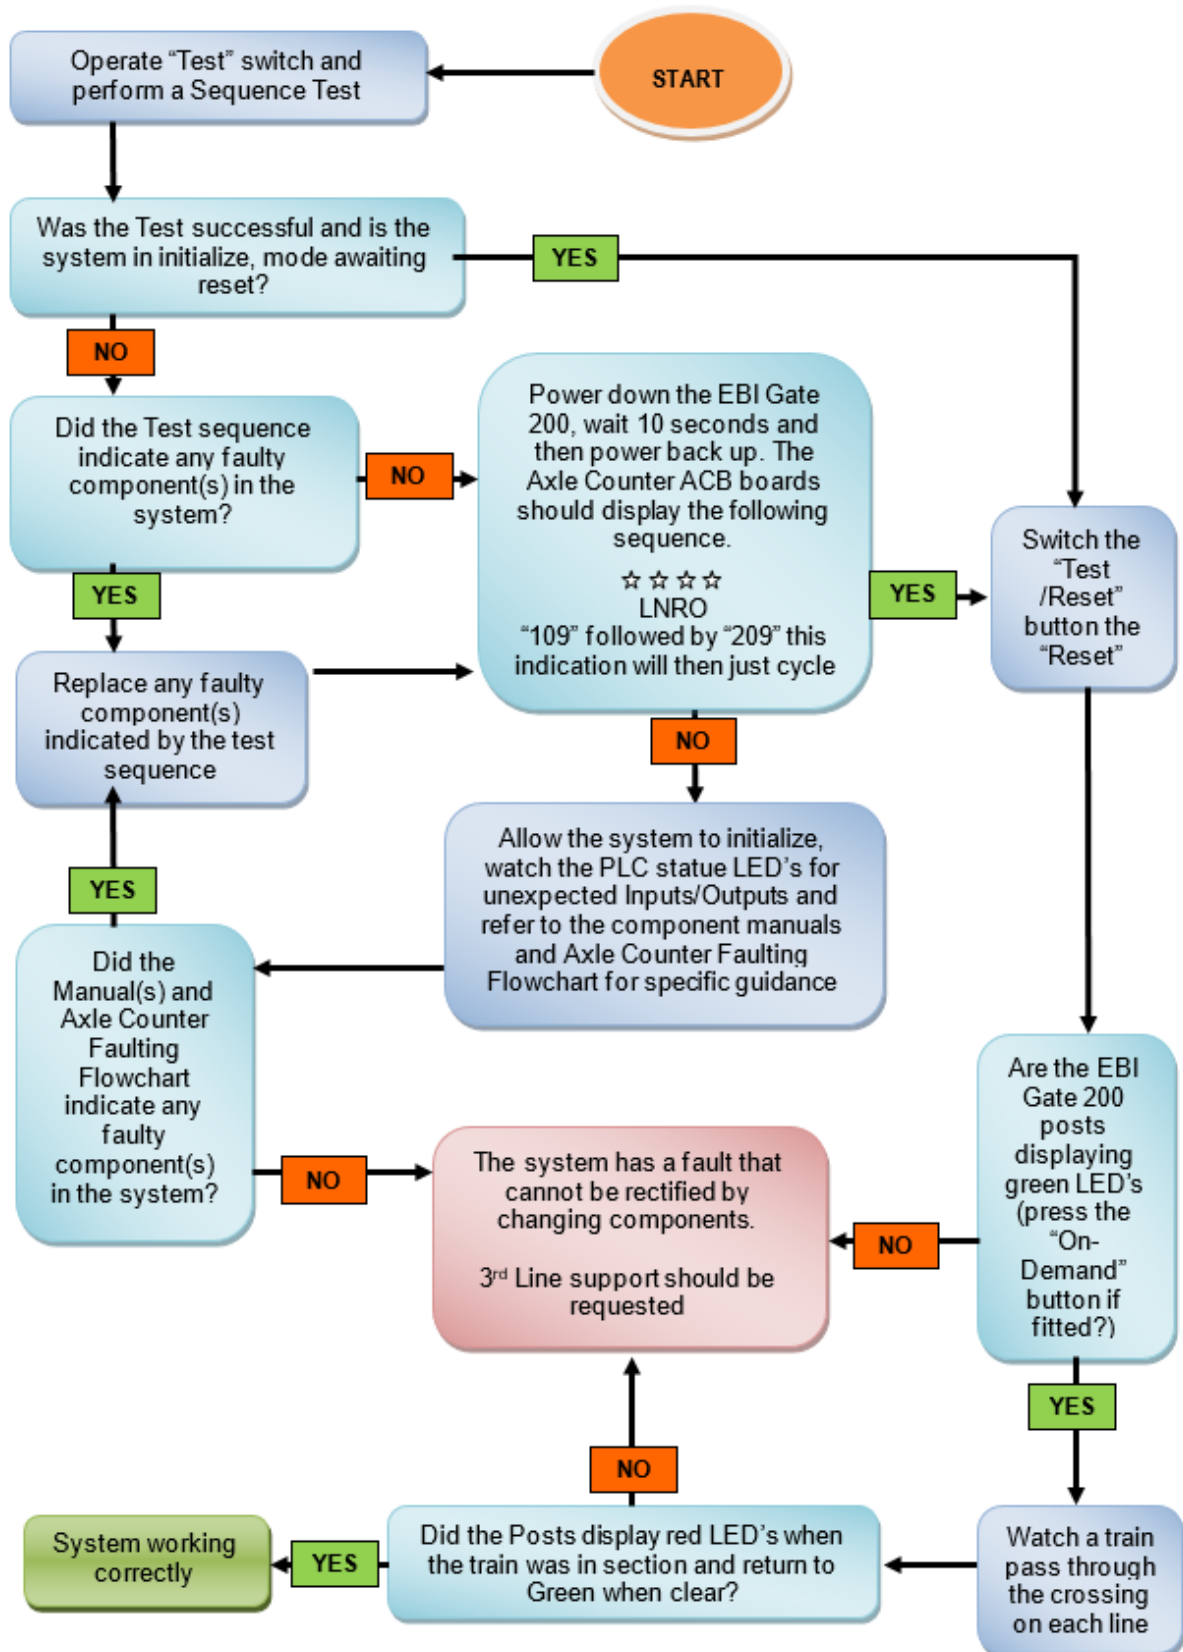 START
Operate “Test” switch and
perform a Sequence Test
Was the Test successful and is the
system in initialize, mode awaiting
reset?
YES
NO
Did the Test sequence
indicate any faulty
component(s) in the
system?
NO
YES
Power down the EBI Gate
200, wait 10 seconds and
then power back up. The
Axle Counter ACB boards
should display the following
sequence.
☆☆☆☆
LNRO
“109” followed by “209” this
indication will then just cycle
YES
NO
Switch the
“Test
/Reset”
button the
“Reset”
Replace any faulty
component(s)
indicated by the test
sequence
YES
Allow the system to initialize,
watch the PLC statue LED’s for
unexpected Inputs/Outputs and
refer to the component manuals
and Axle Counter Faulting
Flowchart for specific guidance
Did the
Manual(s) and
Axle Counter
Faulting
Flowchart
indicate any
faulty
component(s)
in the system?
NO
The system has a fault that
cannot be rectified by
changing components.
3rd Line support should be
requested
NO
Are the EBI
Gate 200
posts
displaying
green LED’s
(press the
“On-
Demand”
button if
fitted?)
YES
Watch a train
pass through
the crossing
on each line
NO
Did the Posts display red LED’s when
the train was in section and return to
Green when clear?
YES
System working
correctly